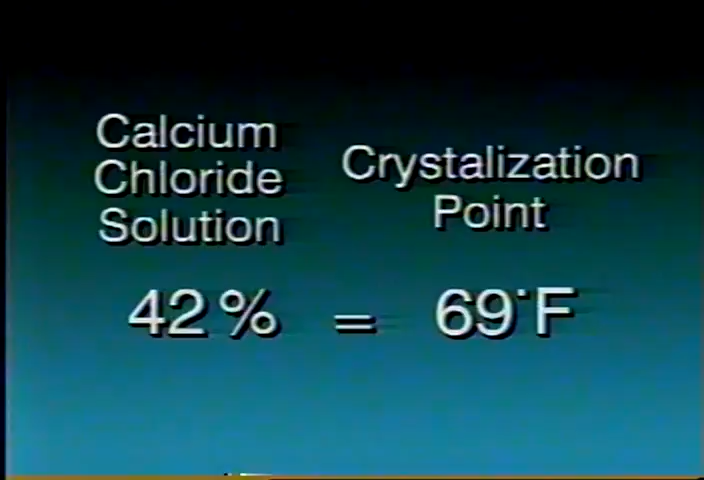 Calcium
Chloride
Solution
Crystalization
Point
42% = 69°F